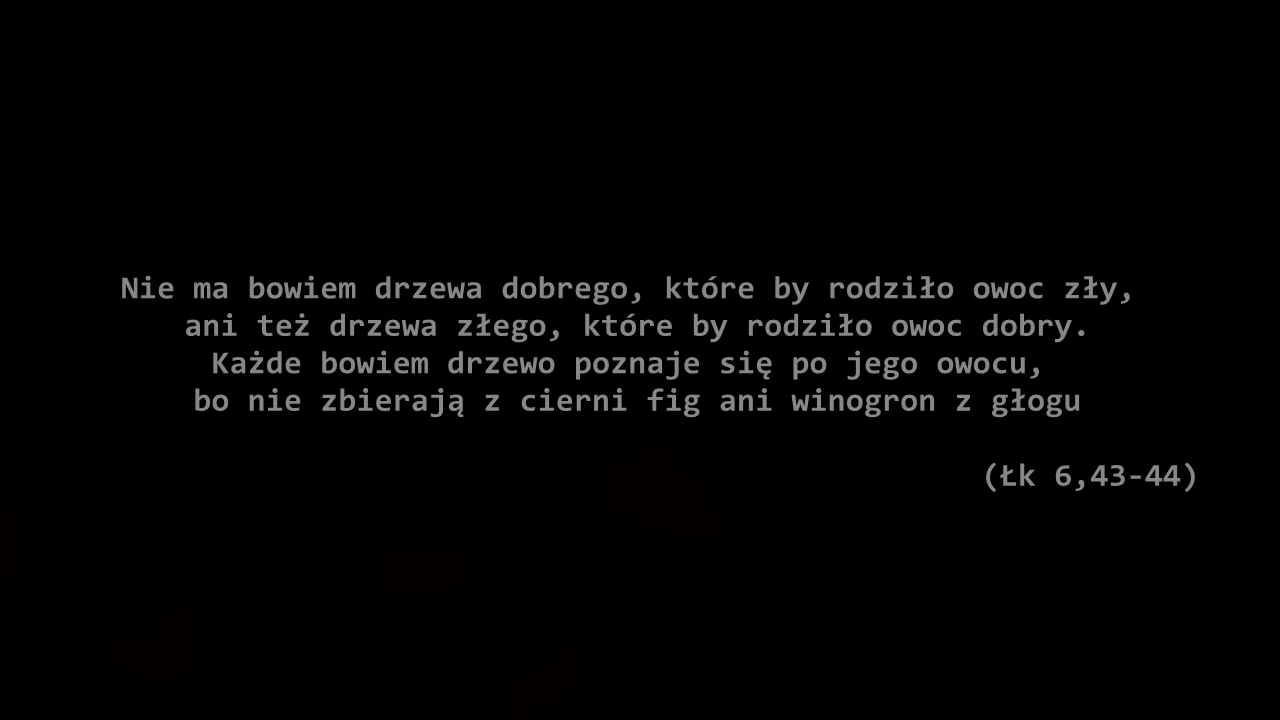 Nie ma bowiem drzewa dobrego, które by rodziło owoc zły,
ani też drzewa złego, które by rodziło owoc dobry.
Każde bowiem drzewo poznaje się po jego owocu,
bo nie zbierają z cierni fig ani winogron z głogu
(Łk 6,43-44)